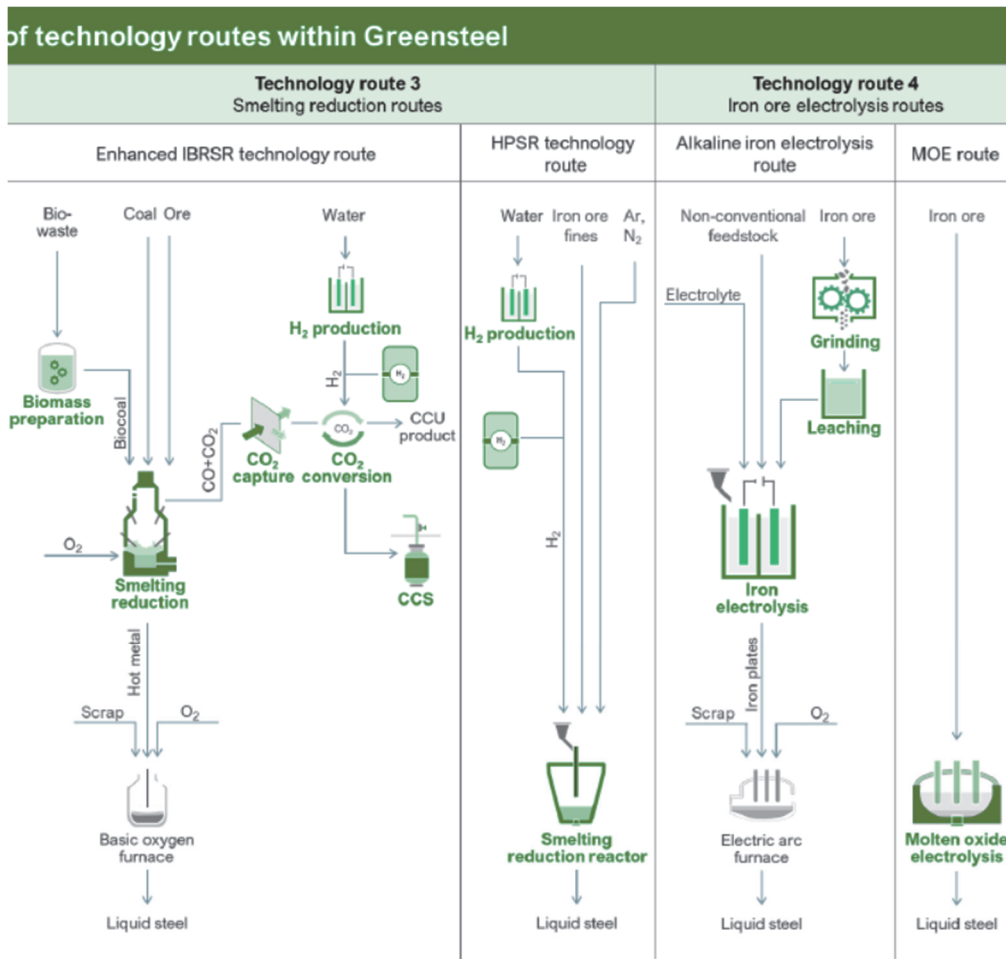 of technology routes within Greensteel
Technology route 3
Smelting reduction routes
Technology route 4
Iron ore electrolysis routes
Enhanced IBRSR technology route
HPSR technology
route
Alkaline iron electrolysis
route
MOE route
Bio-
waste
Coal Ore
Water
H₂ production
H₂
H₂
Biomass
preparation
Biocoal
CO+CO₂
CO₂
capture
CO₂
CO₂
conversion
CCU
product
O₂
Smelting
reduction
CCS
Hot metal
Scrap
O₂
Basic oxygen
furnace
Liquid steel
Water
Iron ore
fines
Ar,
N₂
H₂ production
H₂
H₂
Smelting
reduction reactor
Liquid steel
Non-conventional
feedstock
Iron ore
Electrolyte
Grinding
Leaching
Iron
electrolysis
Iron plates
Scrap
O₂
Electric arc
furnace
Liquid steel
Iron ore
Molten oxide
electrolysis
Liquid steel